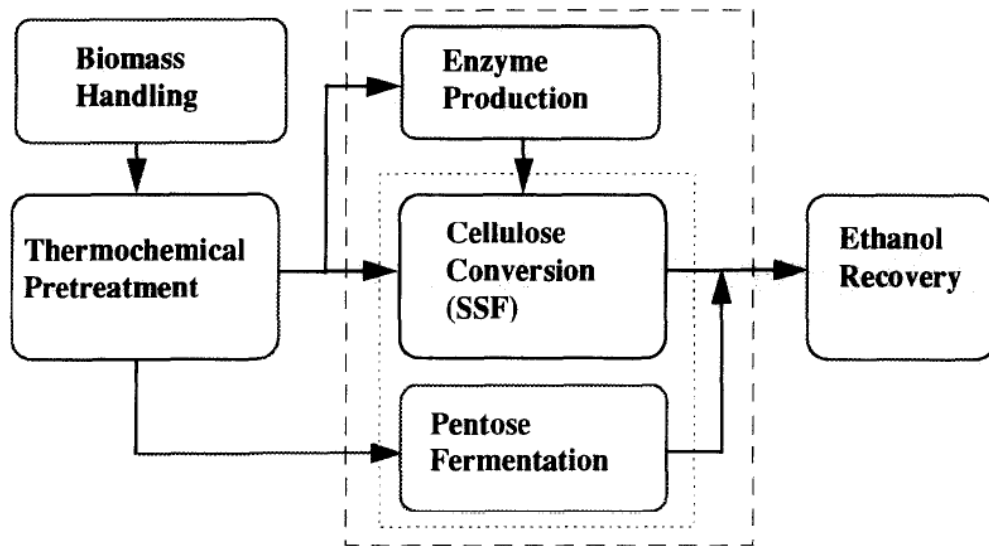 Biomass
Handling
Enzyme
Production
Thermochemical
Pretreatment
Cellulose
Conversion
(SSF)
Ethanol
Recovery
Pentose
Fermentation